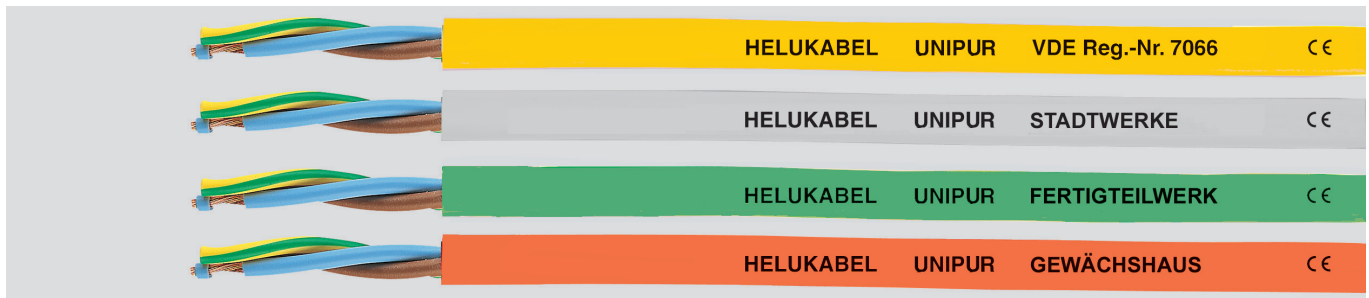 HELUKABEL UNIPUR VDE Reg.-Nr. 7066 CE
HELUKABEL UNIPUR STADTWERKE CE
HELUKABEL UNIPUR FERTIGTEILWERK CE
HELUKABEL UNIPUR GEWÄCHSHAUS CE